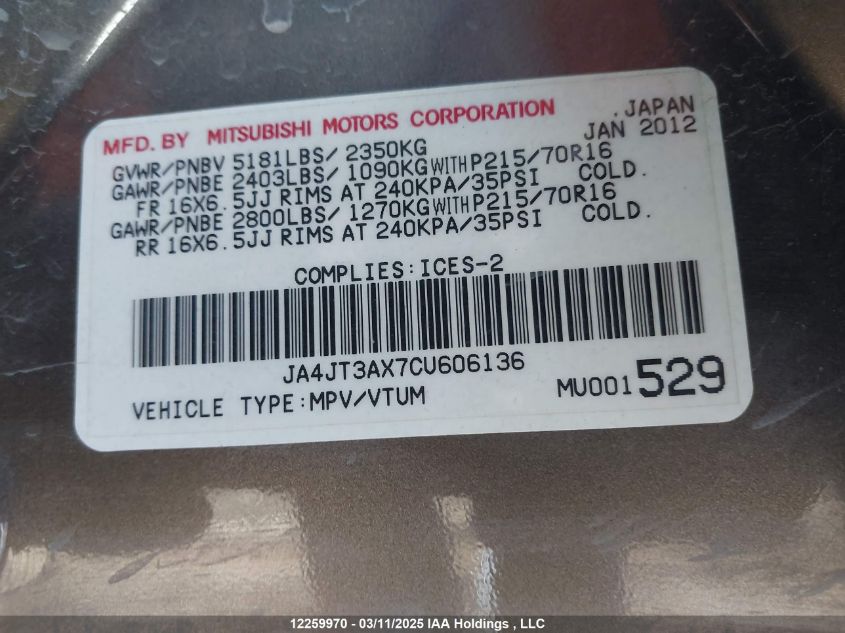 MFD. BY MITSUBISHI MOTORS CORPORATION JAPAN
GVWR/PNBV 5181LBS/ 2350KG JAN 2012
GAWR/PNBE 2403LBS/ 1090KG WITH P215/70R16
FR 16X6.5JJ RIMS AT 240KPA/35PSI COLD.
GAWR/PNBE 2800LBS/ 1270KG WITH P215/70R16
RR 16X6.5JJ RIMS AT 240KPA/35PSI COLD.
COMPLIES:ICES-2
JA4JT3AX7CU606136
VEHICLE TYPE:MPV/VTUM MU001529
12259970 - 03/11/2025 IAA Holdings , LLC